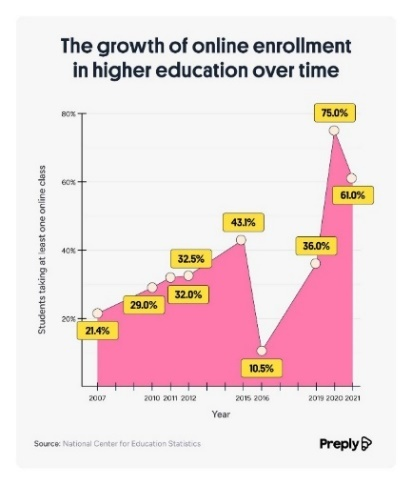 The growth of online enrollment
in higher education over time
Students taking at least one online class
80%
60%
40%
20%
75.0%
61.0%
43.1%
36.0%
32.5%
32.0%
29.0%
21.4%
10.5%
2007 2010 2011 2012 2015 2016 2019 2020 2021
Year
Source: National Center for Education Statistics
Preply